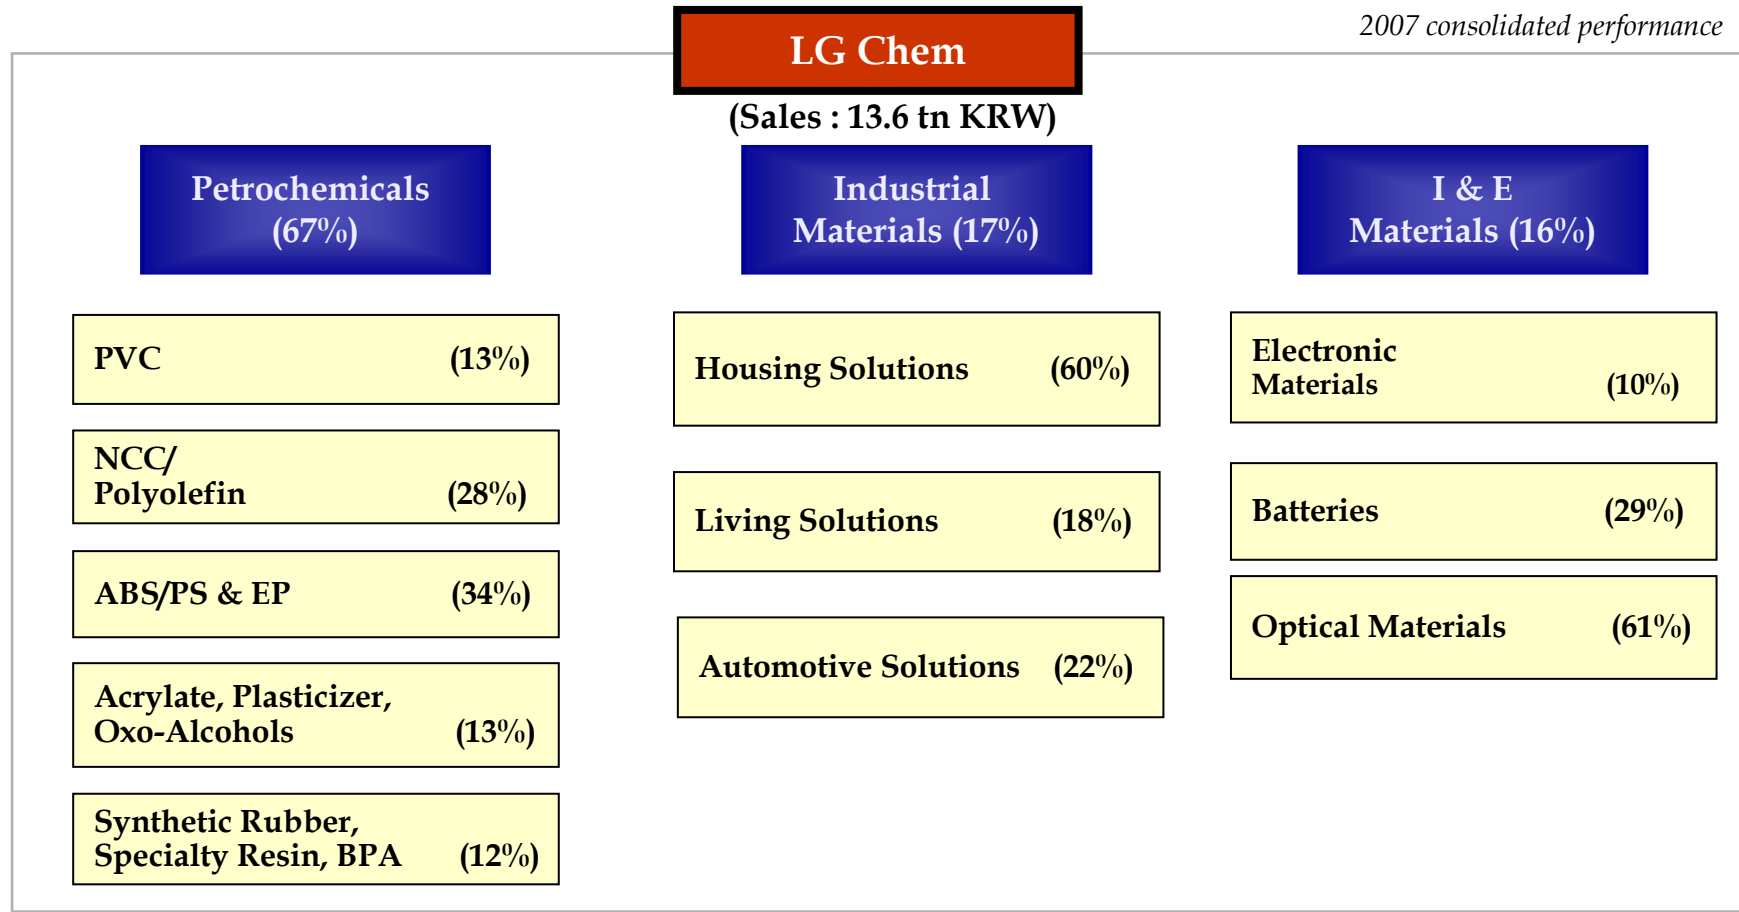 2007 consolidated performance
LG Chem
(Sales : 13.6 tn KRW)
Petrochemicals
(67%)
PVC (13%)
NCC/
Polyolefin (28%)
ABS/PS & EP (34%)
Acrylate, Plasticizer,
Oxo-Alcohols (13%)
Synthetic Rubber,
Specialty Resin, BPA (12%)
Industrial
Materials (17%)
Housing Solutions (60%)
Living Solutions (18%)
Automotive Solutions (22%)
I & E
Materials (16%)
Electronic
Materials (10%)
Batteries (29%)
Optical Materials (61%)